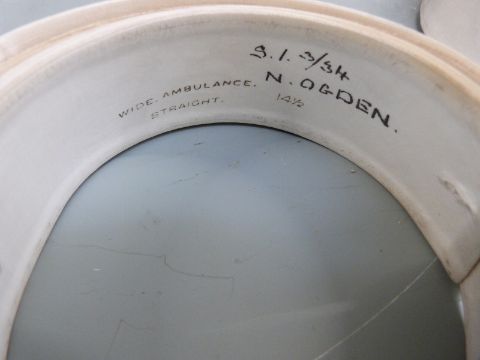 S.I. 3/34
N. OGDEN.
WIDE. AMBULANCE.
STRAIGHT. 14½